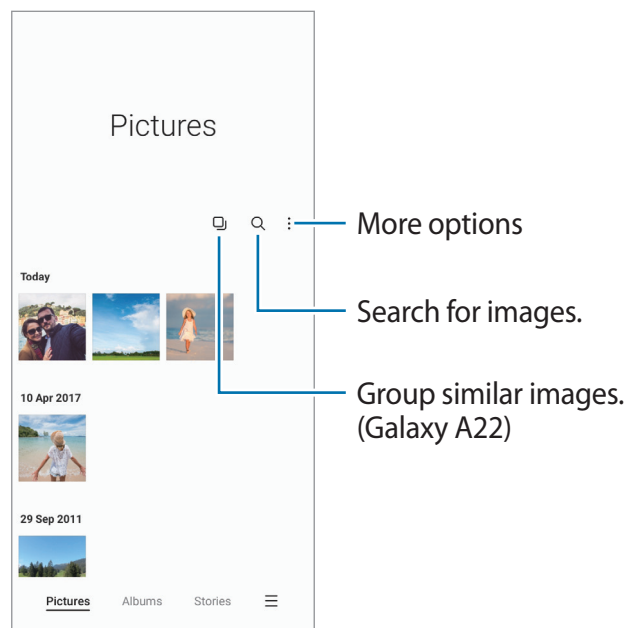 Pictures
More options
Today
Search for images.
Group similar images.
(Galaxy A22)
10 Apr 2017
29 Sep 2011
Pictures Albums Stories